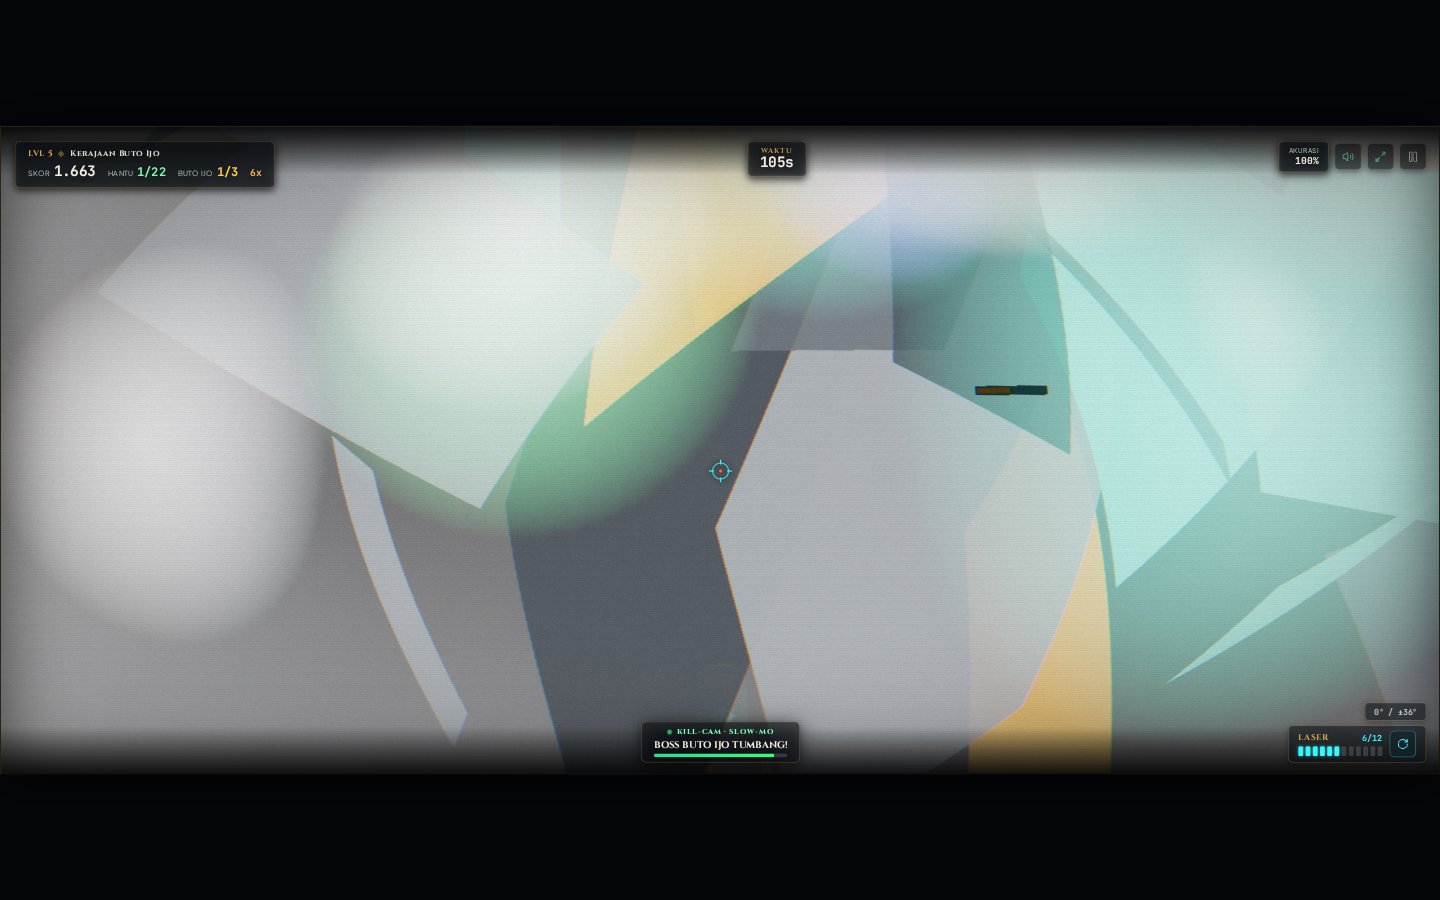 LVL 5 ◆ KERAJAAN BUTO IJO
SKOR 1.663 HANTU 1/22 BUTO IJO 1/3 6x
WAKTU
105s
AKURASI
100%
KILL-CAM · SLOW-MO
BOSS BUTO IJO TUMBANG!
0° / ±36°
LASER 6/12